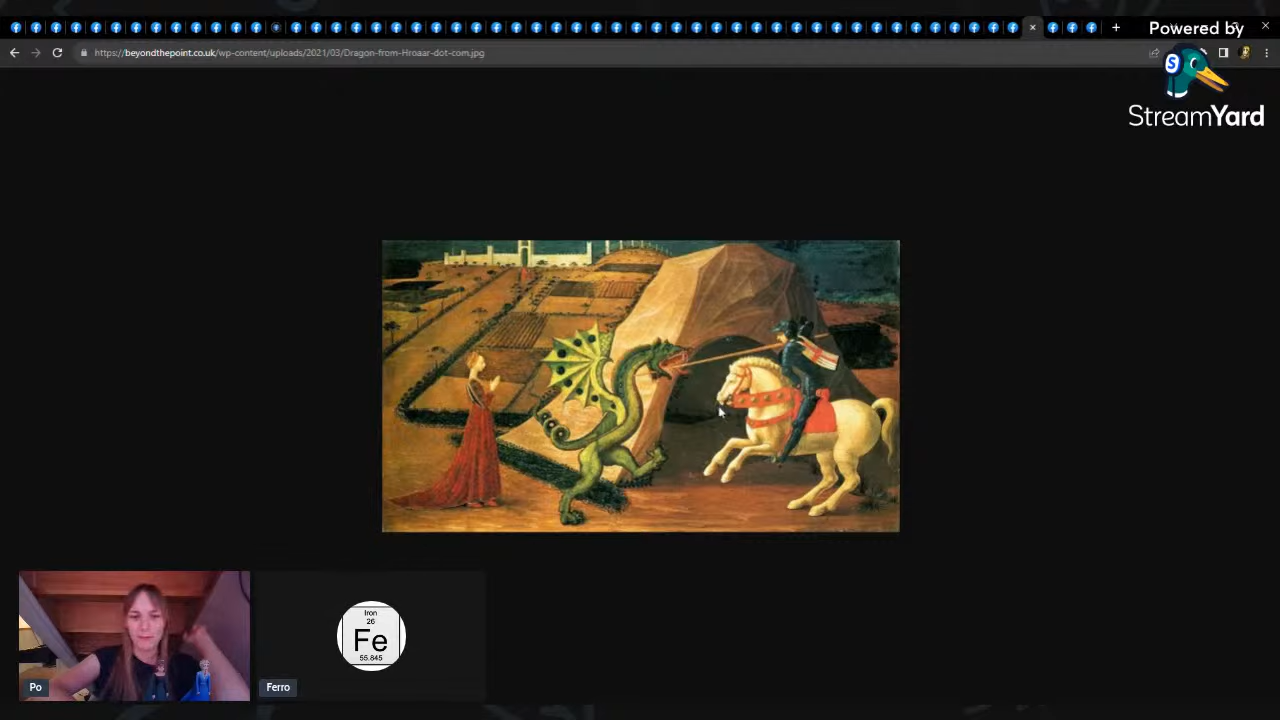 Powered by
https://beyondthepoint.co.uk/wp-content/uploads/2021/03/Dragon-from-Hroaar-dot-com.jpg
StreamYard
Iron
26
Fe
55.845
Po
Ferro